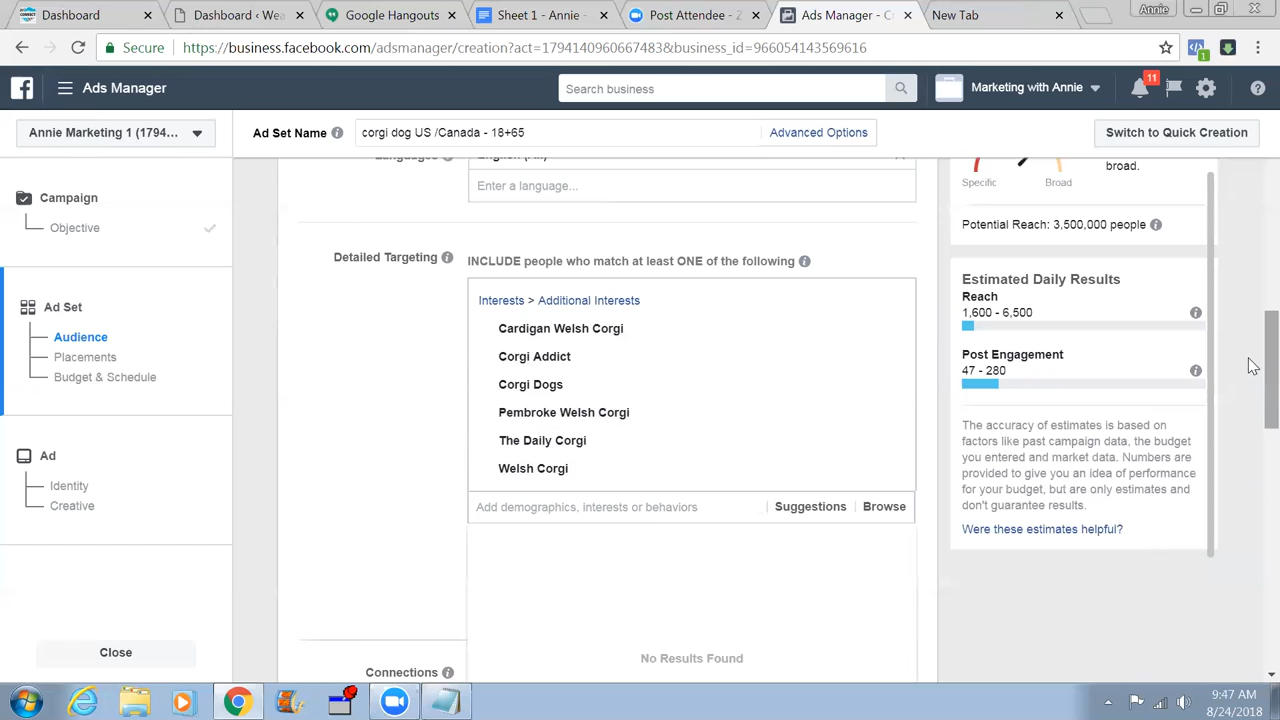 Dashboard
Dashboard ‹ Wea
Google Hangouts
Sheet 1 - Annie -
Post Attendee - Z
Ads Manager - Cr
New Tab
Annie
Secure
https://business.facebook.com/adsmanager/creation?act=1794140960667483&business_id=966054143569616
1
Ads Manager
Search business
Marketing with Annie
11
Annie Marketing 1 (1794...
Ad Set Name
corgi dog US /Canada - 18+65
Advanced Options
Switch to Quick Creation
Campaign
Objective
Ad Set
Audience
Placements
Budget & Schedule
Ad
Identity
Creative
Close
Languages
English (All)
Enter a language...
Detailed Targeting
INCLUDE people who match at least ONE of the following
Interests > Additional Interests
Cardigan Welsh Corgi
Corgi Addict
Corgi Dogs
Pembroke Welsh Corgi
The Daily Corgi
Welsh Corgi
Add demographics, interests or behaviors
Suggestions
Browse
No Results Found
Connections
Specific
Broad
broad.
Potential Reach: 3,500,000 people
Estimated Daily Results
Reach
1,600 - 6,500
Post Engagement
47 - 280
The accuracy of estimates is based on
factors like past campaign data, the budget
you entered and market data. Numbers are
provided to give you an idea of performance
for your budget, but are only estimates and
don't guarantee results.
Were these estimates helpful?
9:47 AM
8/24/2018